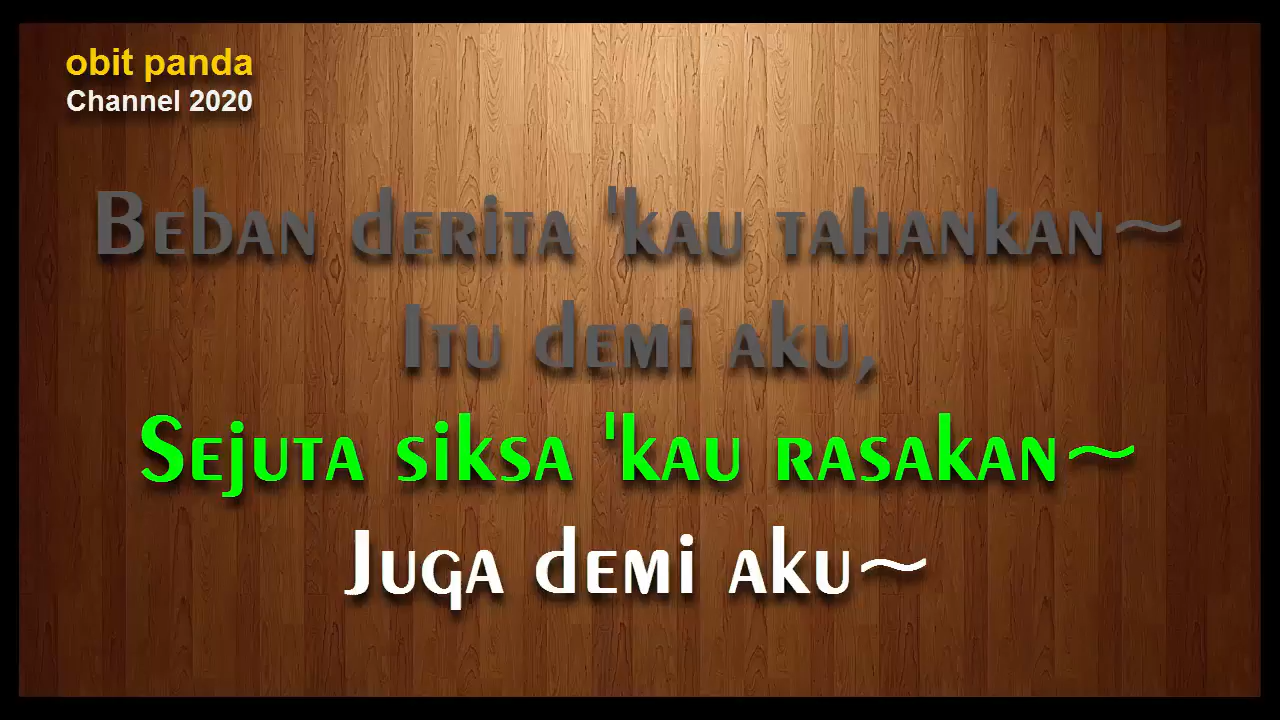 obit panda
Channel 2020
Beban derita 'kau tahankan~
Itu demi aku,
Sejuta siksa 'kau rasakan~
Juga demi aku~